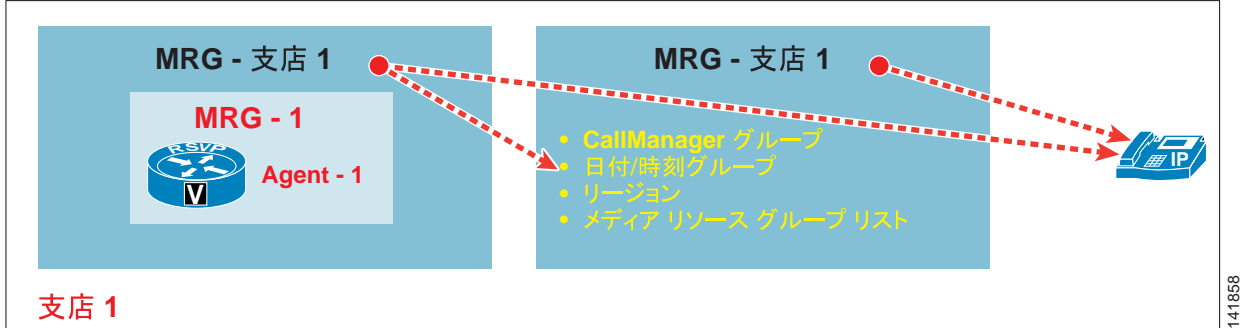 MRG - 支店 1
MRG - 1
RSVP
V
Agent - 1
MRG - 支店 1
• CallManager グループ
• 日付/時刻グループ
• リージョン
• メディア リソース グループ リスト
IP
支店 1
141858